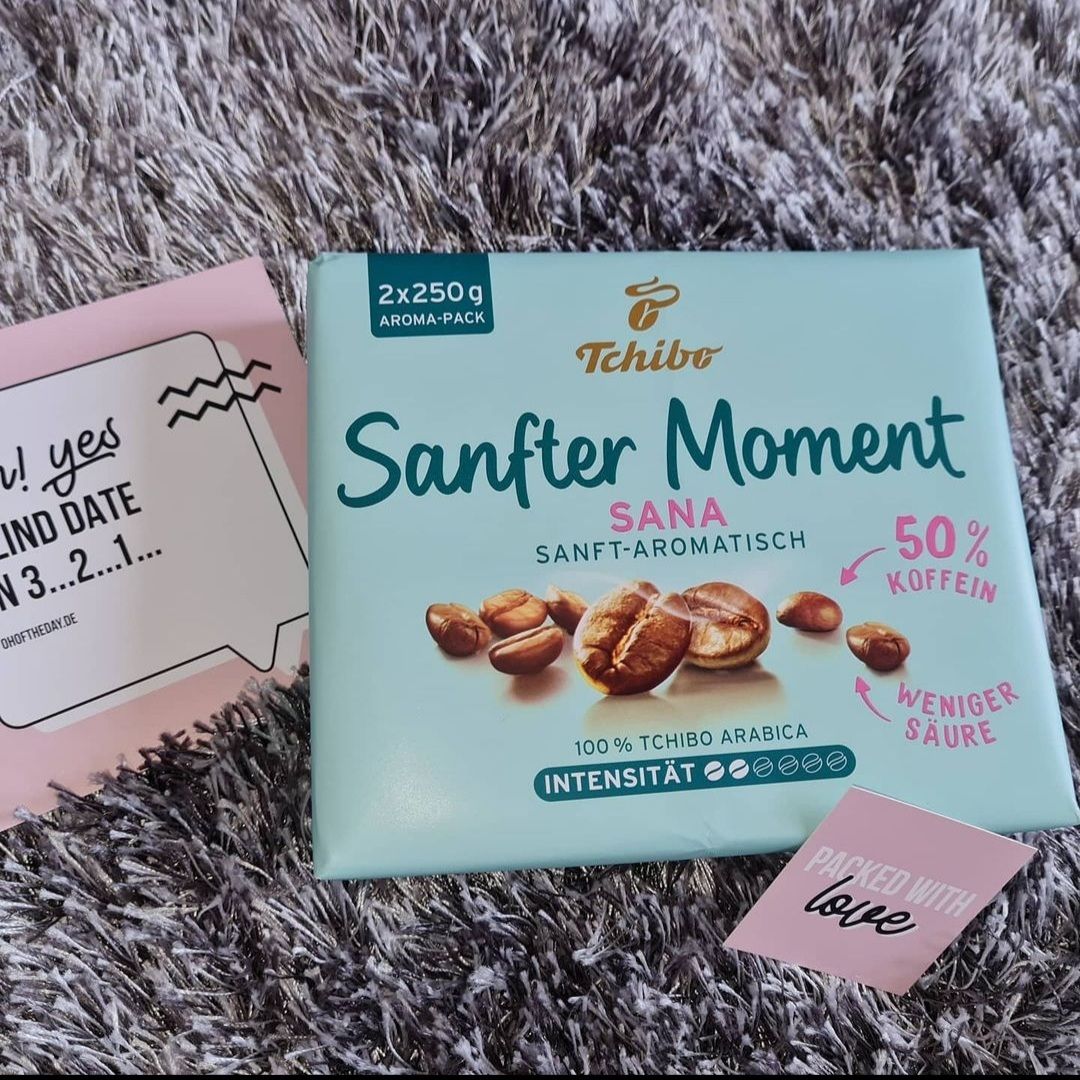 yes
DATE
3...2...1...
OHOFTHEDAY.DE
2x250g
AROMA-PACK
Tchibo
Sanfter Moment
SANA
SANFT-AROMATISCH
50%
KOFFEIN
WENIGER
SÄURE
100% TCHIBO ARABICA
INTENSITÄT
PACKED WITH
love